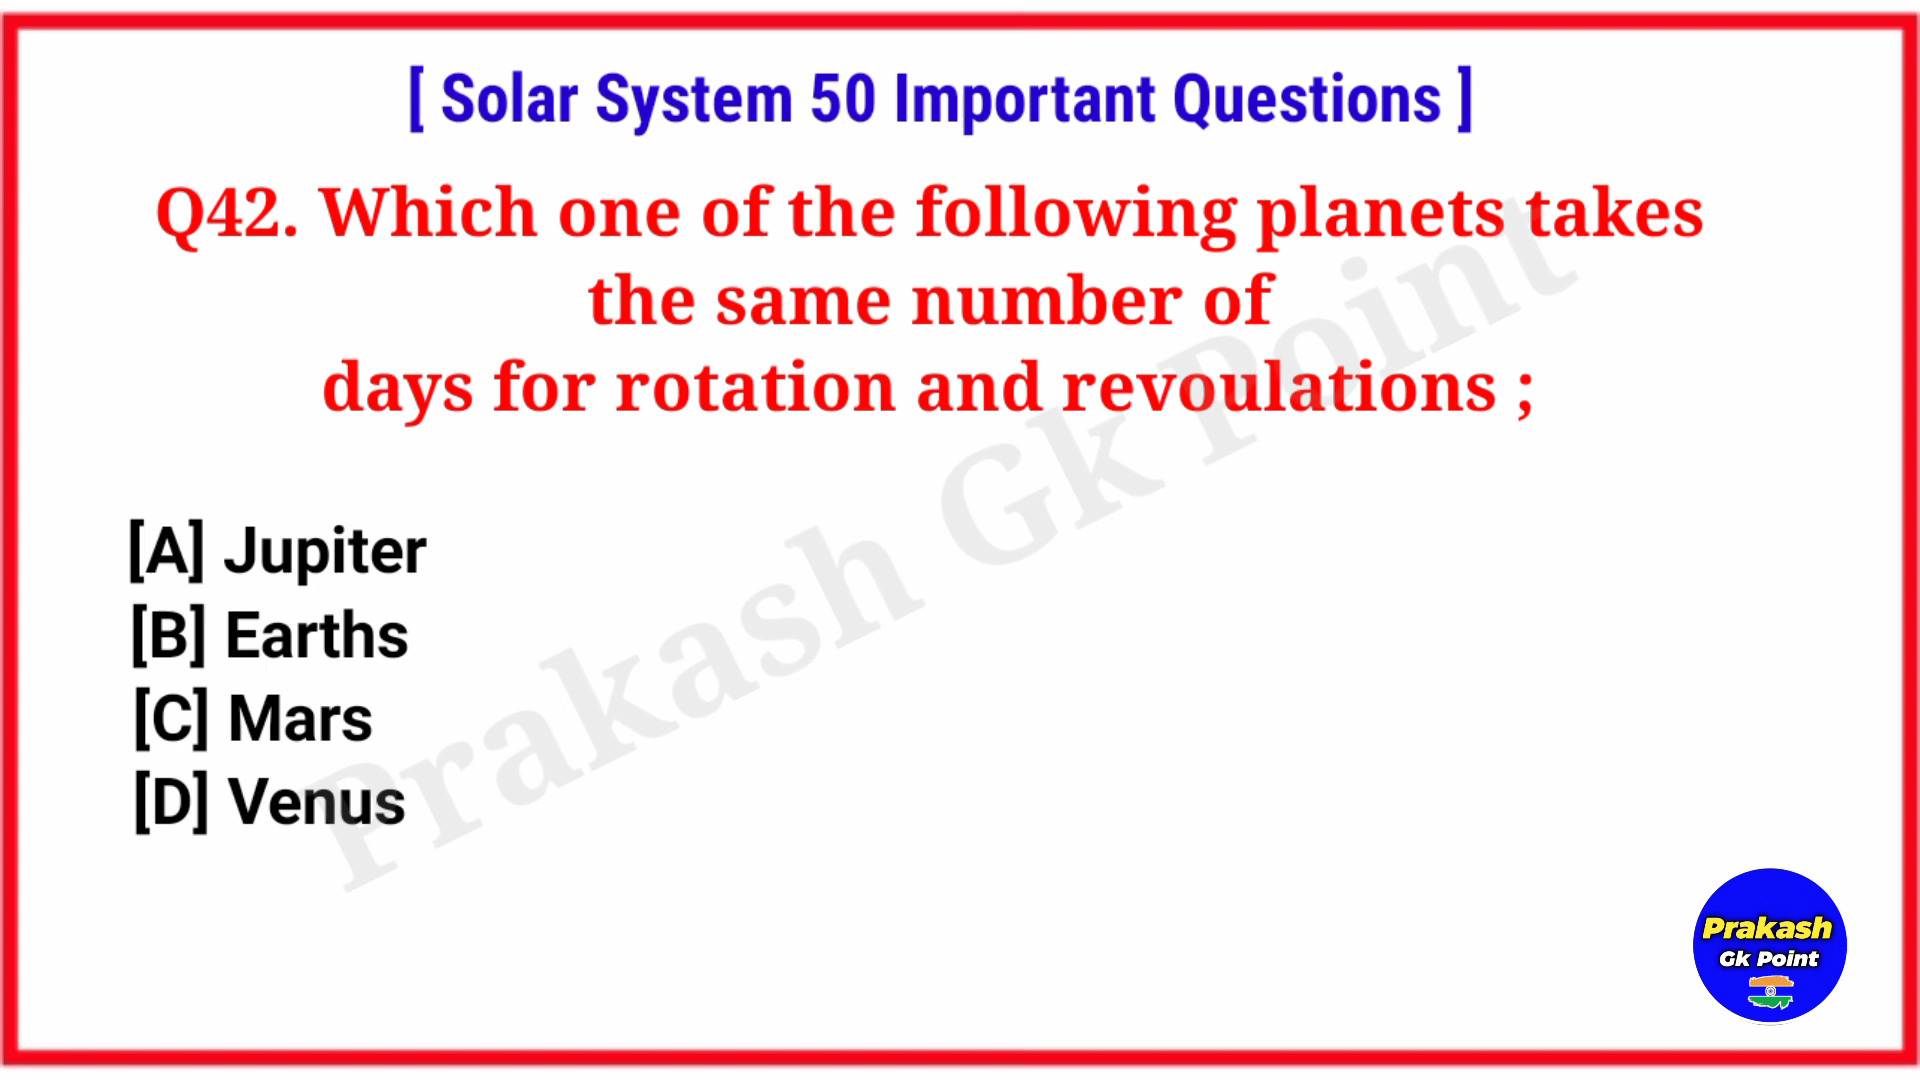 [ Solar System 50 Important Questions ]
Q42. Which one of the following planets takes
the same number of
days for rotation and revoulations ;
[A] Jupiter
[B] Earths
[C] Mars
[D] Venus
Prakash Gk Point
Prakash
Gk Point